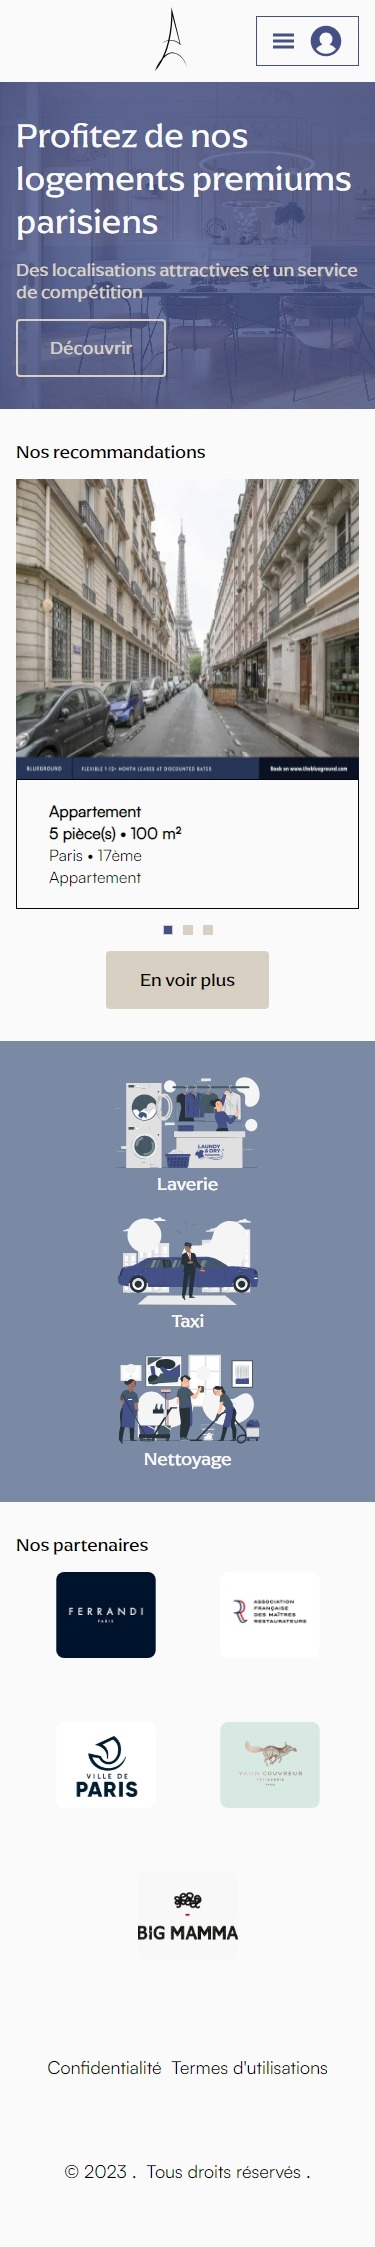 Profitez de nos
logements premiums
parisiens
Des localisations attractives et un service
de compétition
Découvrir
Nos recommandations
BLUEGROUND
FLEXIBLE 1-12+ MONTH LEASES AT DISCOUNTED RATES
Book on www.theblueground.com
Appartement
5 pièce(s) • 100 m²
Paris • 17ème
Appartement
En voir plus
LAUNDY
& DRY
Laverie
Taxi
Nettoyage
Nos partenaires
FERRANDI
PARIS
ASSOCIATION
FRANÇAISE
DES MAÎTRES
RESTAURATEURS
VILLE DE
PARIS
YANN COUVREUR
PÂTISSERIE
PARIS
BIG MAMMA
Confidentialité Termes d'utilisations
© 2023 . Tous droits réservés .